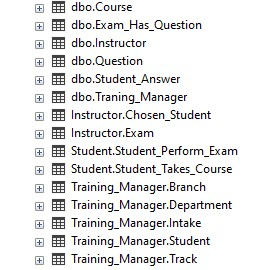 dbo.Course
dbo.Exam_Has_Question
dbo.Instructor
dbo.Question
dbo.Student_Answer
dbo.Traning_Manager
Instructor.Chosen_Student
Instructor.Exam
Student.Student_Perform_Exam
Student.Student_Takes_Course
Training_Manager.Branch
Training_Manager.Department
Training_Manager.Intake
Training_Manager.Student
Training_Manager.Track